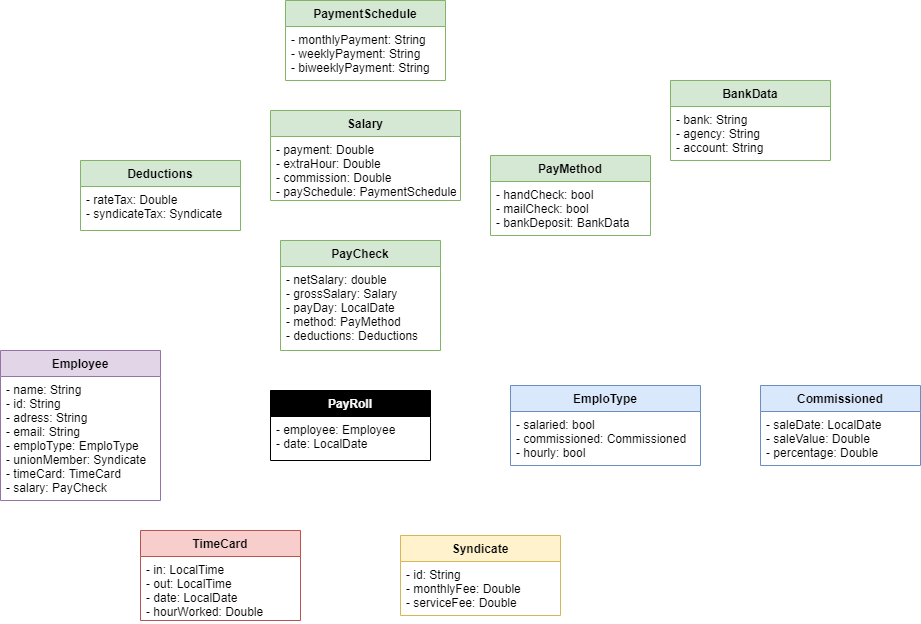 PaymentSchedule
- monthlyPayment: String
- weeklyPayment: String
- biweeklyPayment: String
BankData
- bank: String
- agency: String
- account: String
Salary
- payment: Double
- extraHour: Double
- commission: Double
- paySchedule: PaymentSchedule
Deductions
- rateTax: Double
- syndicateTax: Syndicate
PayMethod
- handCheck: bool
- mailCheck: bool
- bankDeposit: BankData
PayCheck
- netSalary: double
- grossSalary: Salary
- payDay: LocalDate
- method: PayMethod
- deductions: Deductions
Employee
- name: String
- id: String
- adress: String
- email: String
- emploType: EmploType
- unionMember: Syndicate
- timeCard: TimeCard
- salary: PayCheck
PayRoll
- employee: Employee
- date: LocalDate
EmploType
- salaried: bool
- commissioned: Commissioned
- hourly: bool
Commissioned
- saleDate: LocalDate
- saleValue: Double
- percentage: Double
TimeCard
- in: LocalTime
- out: LocalTime
- date: LocalDate
- hourWorked: Double
Syndicate
- id: String
- monthlyFee: Double
- serviceFee: Double